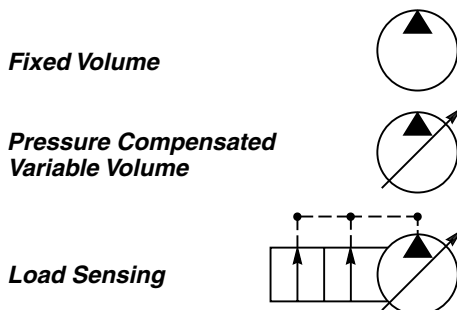 Fixed Volume
Pressure Compensated
Variable Volume
Load Sensing